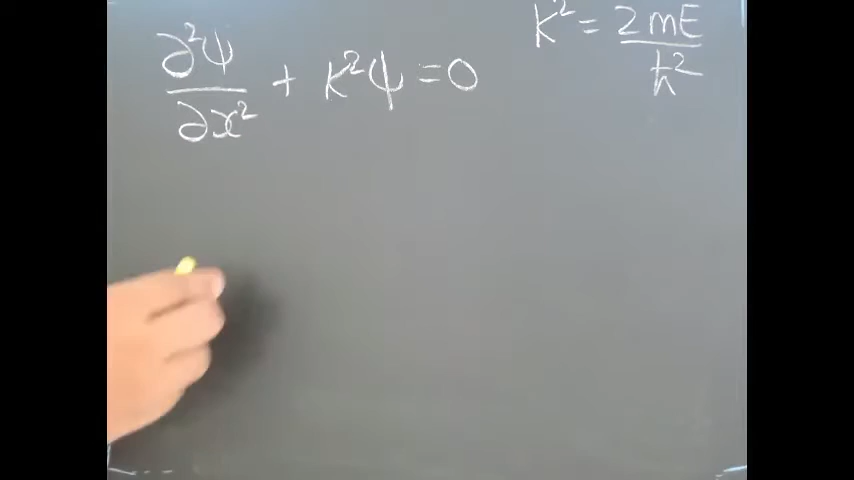 ∂²ψ/∂x² + k²ψ = 0
k² = 2mE/ħ²